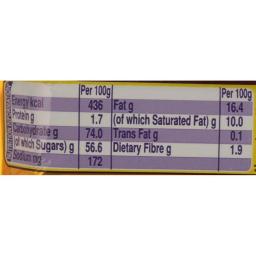 Per 100g Per 100g
Energy kcal 436 Fat g 16.4
Protein g 1.7 (of which Saturated Fat) g 10.0
Carbohydrate g 74.0 Trans Fat g 0.1
(of which Sugars) g 56.6 Dietary Fibre g 1.9
Sodium mg 172